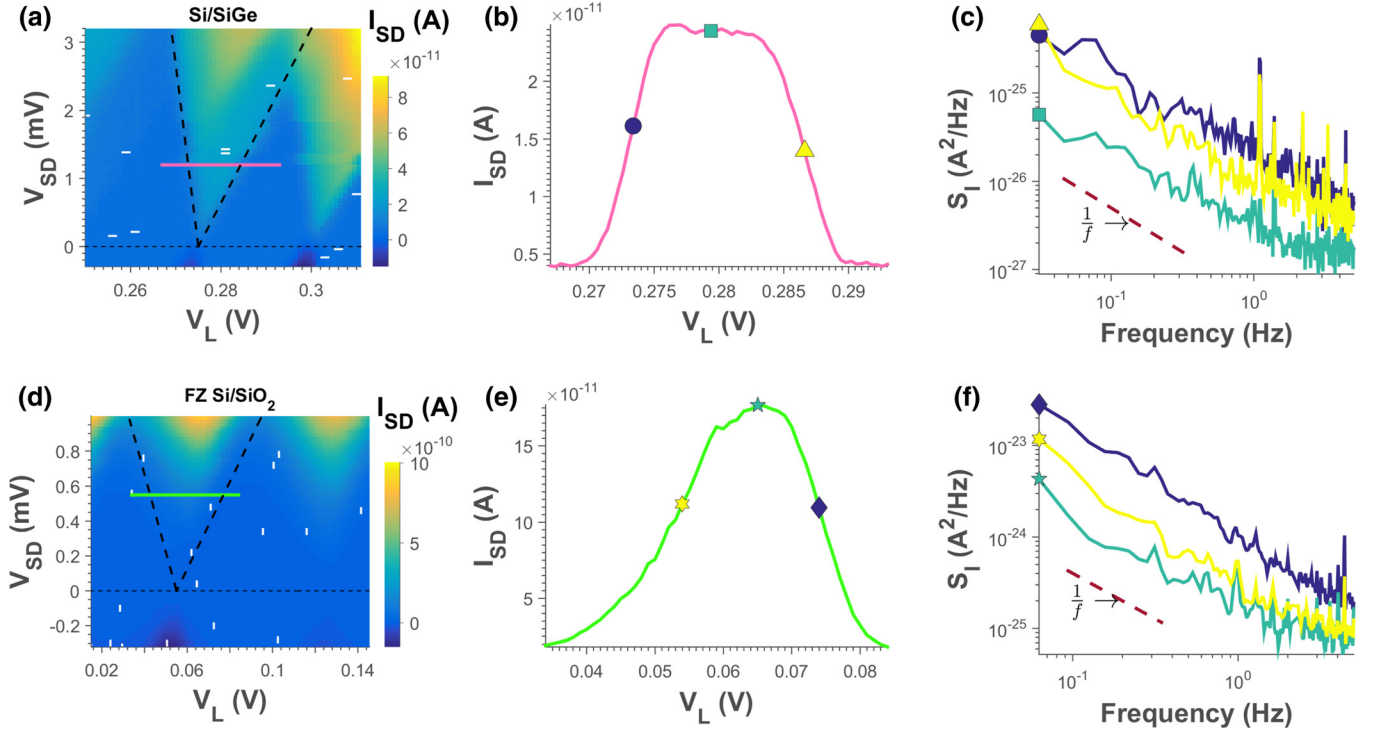 (a)
Si/SiGe
I_SD (A)
×10^-11
3
2
1
0
V_SD (mV)
0.26
0.28
0.3
V_L (V)
8
6
4
2
0
(b)
×10^-11
2.5
2
1.5
1
0.5
I_SD (A)
0.27
0.275
0.28
0.285
0.29
V_L (V)
(c)
10^-25
10^-26
10^-27
S_I (A^2/Hz)
1/f →
10^-1
10^0
Frequency (Hz)
(d)
FZ Si/SiO_2
I_SD (A)
×10^-10
0.8
0.6
0.4
0.2
0
-0.2
V_SD (mV)
0.02
0.06
0.1
0.14
V_L (V)
10
5
0
(e)
×10^-11
15
10
5
I_SD (A)
0.04
0.05
0.06
0.07
0.08
V_L (V)
(f)
10^-23
10^-24
10^-25
S_I (A^2/Hz)
1/f →
10^-1
10^0
Frequency (Hz)